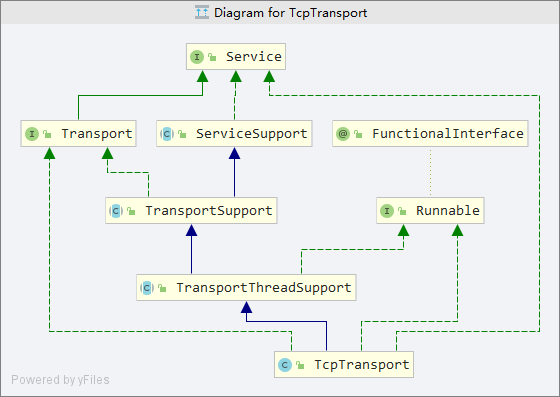 Diagram for TcpTransport
I Service
I Transport
C ServiceSupport
@ FunctionalInterface
C TransportSupport
I Runnable
C TransportThreadSupport
C TcpTransport
Powered by yFiles